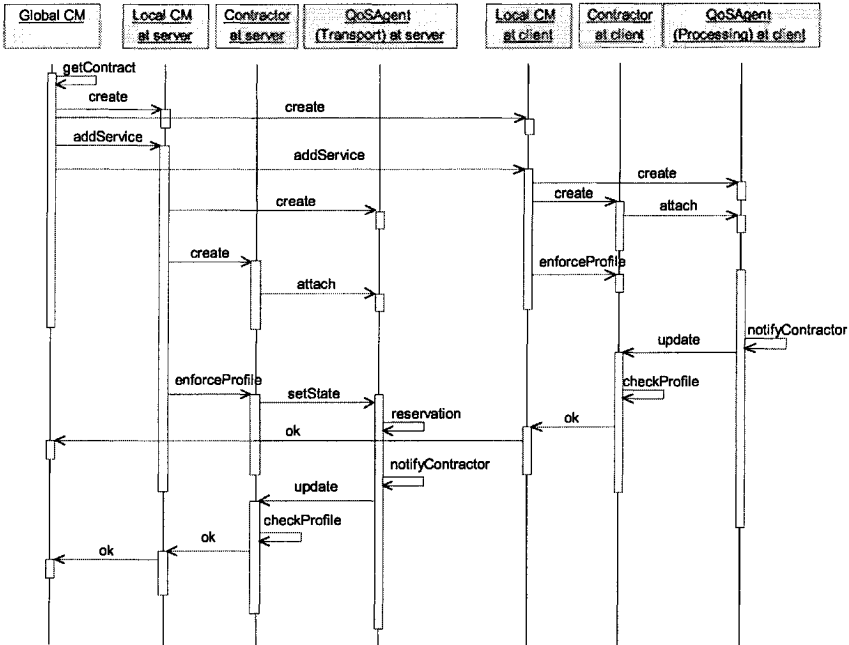 Global CM
Local CM
at server
Contractor
at server
QoSAgent
(Transport) at server
Local CM
at client
Contractor
at client
QoSAgent
(Processing) at client
getContract
create
create
addService
addService
create
create
attach
create
create
enforceProfile
attach
notifyContractor
update
enforceProfile
setState
checkProfile
reservation
ok
ok
notifyContractor
update
checkProfile
ok
ok